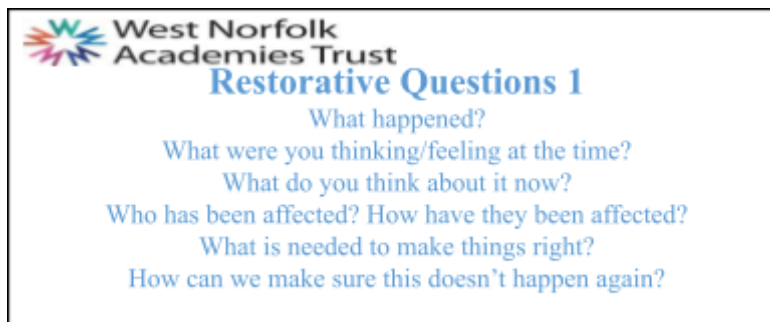 West Norfolk
Academies Trust
Restorative Questions 1
What happened?
What were you thinking/feeling at the time?
What do you think about it now?
Who has been affected? How have they been affected?
What is needed to make things right?
How can we make sure this doesn’t happen again?